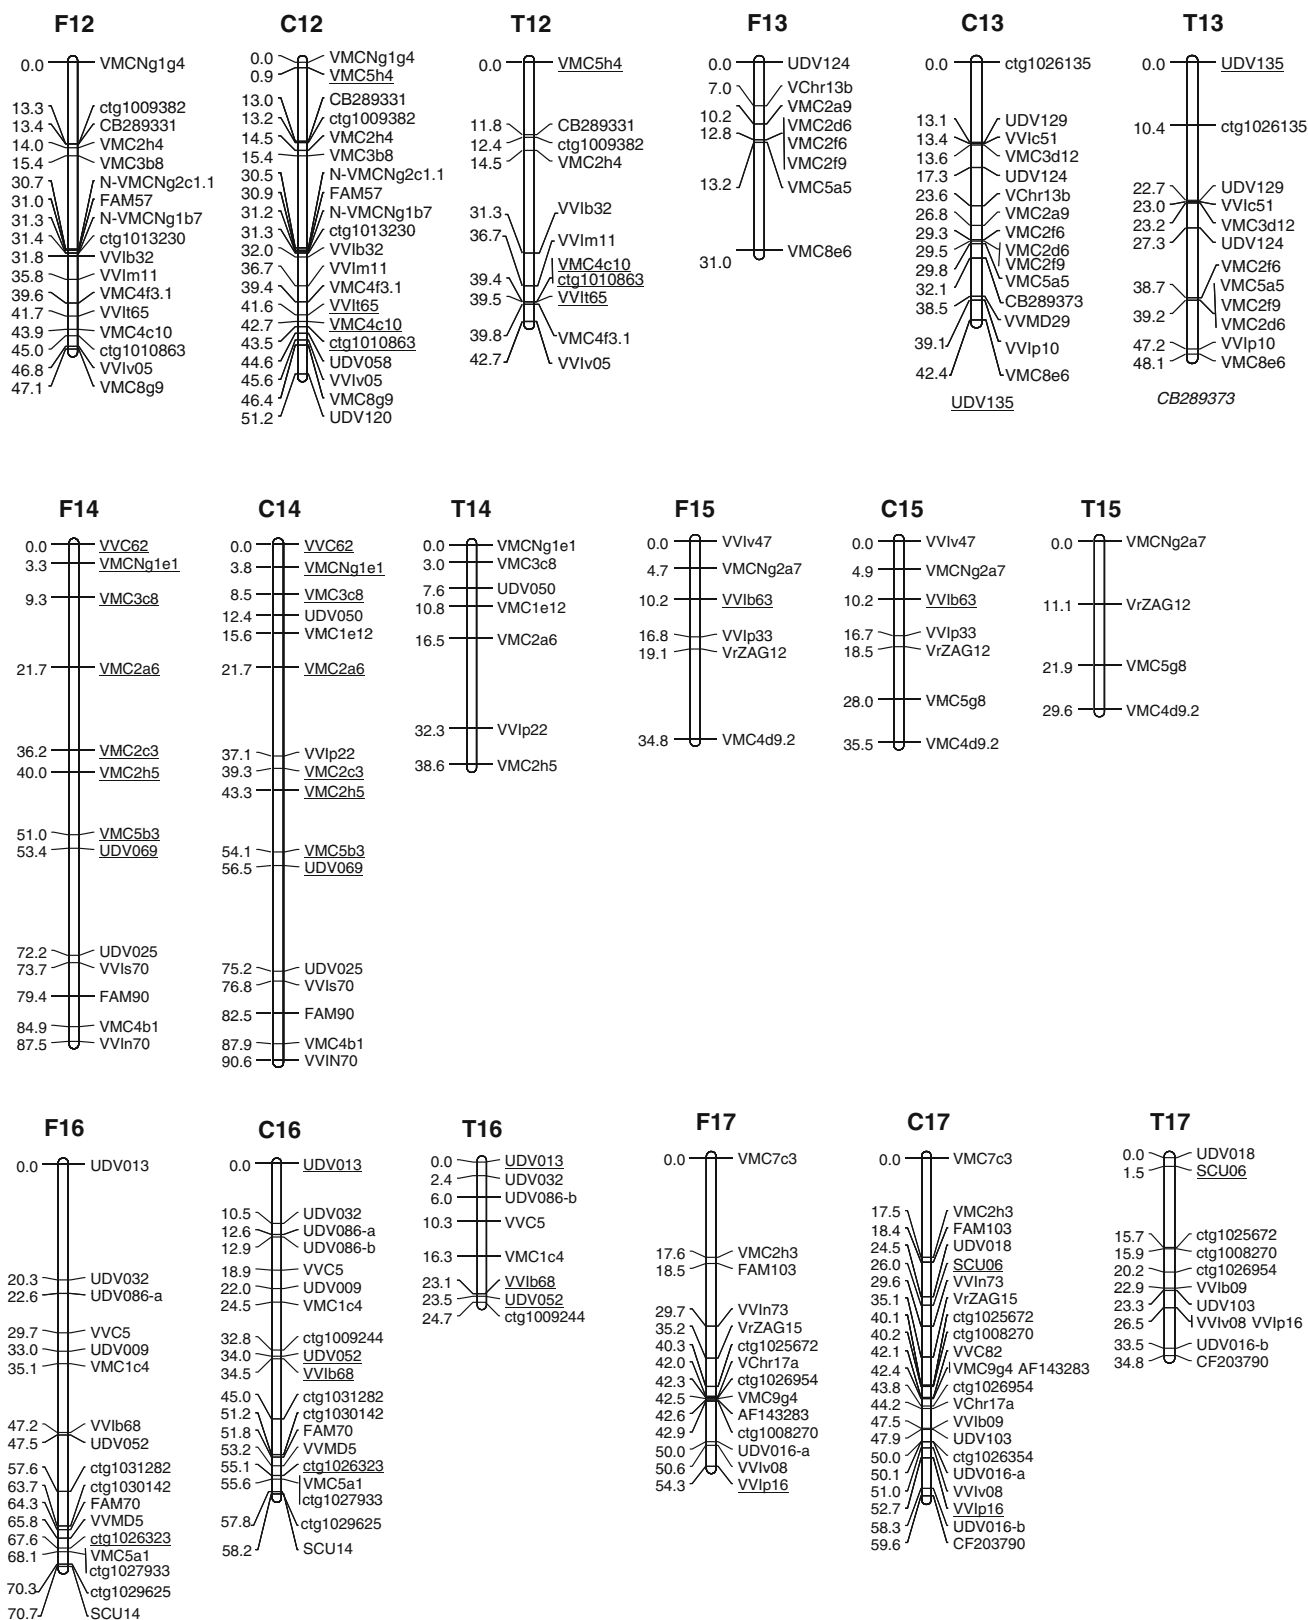 F12
0.0 VMCNg1g4
13.3 ctg1009382
13.4 CB289331
14.0 VMC2h4
15.4 VMC3b8
30.7 N-VMCNg2c1.1
31.0 FAM57
31.3 N-VMCNg1b7
31.4 ctg1013230
31.8 VVIb32
35.8 VVIm11
39.6 VMC4f3.1
41.7 VVIt65
43.9 VMC4c10
45.0 ctg1010863
46.8 VVIv05
47.1 VMC8g9
C12
0.0 VMCNg1g4
0.9 VMC5h4
13.0 CB289331
13.2 ctg1009382
14.5 VMC2h4
15.4 VMC3b8
30.5 N-VMCNg2c1.1
30.9 FAM57
31.2 N-VMCNg1b7
31.3 ctg1013230
32.0 VVIb32
36.7 VVIm11
39.4 VMC4f3.1
41.6 VVIt65
42.7 VMC4c10
43.5 ctg1010863
44.6 UDV058
45.6 VVIv05
46.4 VMC8g9
51.2 UDV120
T12
0.0 VMC5h4
11.8 CB289331
12.4 ctg1009382
14.5 VMC2h4
31.3 VVIb32
36.7 VVIm11
VMC4c10
39.4 ctg1010863
39.5 VVIt65
39.8 VMC4f3.1
42.7 VVIv05
F13
0.0 UDV124
7.0 VChr13b
10.2 VMC2a9
12.8 VMC2d6
VMC2f6
VMC2f9
13.2 VMC5a5
31.0 VMC8e6
C13
0.0 ctg1026135
13.1 UDV129
13.4 VVIc51
13.6 VMC3d12
17.3 UDV124
23.6 VChr13b
26.8 VMC2a9
29.3 VMC2f6
29.5 VMC2d6
VMC2f9
29.8 VMC5a5
32.1 CB289373
38.5 VVMD29
39.1 VVIp10
42.4 VMC8e6
UDV135
T13
0.0 UDV135
10.4 ctg1026135
22.7 UDV129
23.0 VVIc51
23.2 VMC3d12
27.3 UDV124
38.7 VMC2f6
VMC5a5
39.2 VMC2f9
VMC2d6
47.2 VVIp10
48.1 VMC8e6
CB289373
F14
0.0 VVC62
3.3 VMCNg1e1
9.3 VMC3c8
21.7 VMC2a6
36.2 VMC2c3
40.0 VMC2h5
51.0 VMC5b3
53.4 UDV069
72.2 UDV025
73.7 VVIs70
79.4 FAM90
84.9 VMC4b1
87.5 VVIn70
C14
0.0 VVC62
3.8 VMCNg1e1
8.5 VMC3c8
12.4 UDV050
15.6 VMC1e12
21.7 VMC2a6
37.1 VVIp22
39.3 VMC2c3
43.3 VMC2h5
54.1 VMC5b3
56.5 UDV069
75.2 UDV025
76.8 VVIs70
82.5 FAM90
87.9 VMC4b1
90.6 VVIN70
T14
0.0 VMCNg1e1
3.0 VMC3c8
7.6 UDV050
10.8 VMC1e12
16.5 VMC2a6
32.3 VVIp22
38.6 VMC2h5
F15
0.0 VVIv47
4.7 VMCNg2a7
10.2 VVIb63
16.8 VVIp33
19.1 VrZAG12
34.8 VMC4d9.2
C15
0.0 VVIv47
4.9 VMCNg2a7
10.2 VVIb63
16.7 VVIp33
18.5 VrZAG12
28.0 VMC5g8
35.5 VMC4d9.2
T15
0.0 VMCNg2a7
11.1 VrZAG12
21.9 VMC5g8
29.6 VMC4d9.2
F16
0.0 UDV013
20.3 UDV032
22.6 UDV086-a
29.7 VVC5
33.0 UDV009
35.1 VMC1c4
47.2 VVIb68
47.5 UDV052
57.6 ctg1031282
63.7 ctg1030142
64.3 FAM70
65.8 VVMD5
67.6 ctg1026323
68.1 VMC5a1
ctg1027933
70.3 ctg1029625
70.7 SCU14
C16
0.0 UDV013
10.5 UDV032
12.6 UDV086-a
12.9 UDV086-b
18.9 VVC5
22.0 UDV009
24.5 VMC1c4
32.8 ctg1009244
34.0 UDV052
34.5 VVIb68
45.0 ctg1031282
51.2 ctg1030142
51.8 FAM70
53.2 VVMD5
55.1 ctg1026323
55.6 VMC5a1
ctg1027933
57.8 ctg1029625
58.2 SCU14
T16
0.0 UDV013
2.4 UDV032
6.0 UDV086-b
10.3 VVC5
16.3 VMC1c4
23.1 VVIb68
23.5 UDV052
24.7 ctg1009244
F17
0.0 VMC7c3
17.6 VMC2h3
18.5 FAM103
29.7 VVIn73
35.2 VrZAG15
40.3 ctg1025672
42.0 VChr17a
42.3 ctg1026954
42.5 VMC9g4
42.6 AF143283
42.9 ctg1008270
50.0 UDV016-a
50.6 VVIv08
54.3 VVIp16
C17
0.0 VMC7c3
17.5 VMC2h3
18.4 FAM103
24.5 UDV018
26.0 SCU06
29.6 VVIn73
35.1 VrZAG15
40.1 ctg1025672
40.2 ctg1008270
42.1 VVC82
42.4 VMC9g4 AF143283
43.8 ctg1026954
44.2 VChr17a
47.5 VVIb09
47.9 UDV103
50.0 ctg1026354
50.1 UDV016-a
51.0 VVIv08
52.7 VVIp16
58.3 UDV016-b
59.6 CF203790
T17
0.0 UDV018
1.5 SCU06
15.7 ctg1025672
15.9 ctg1008270
20.2 ctg1026954
22.9 VVIb09
23.3 UDV103
26.5 VVIv08 VVIp16
33.5 UDV016-b
34.8 CF203790